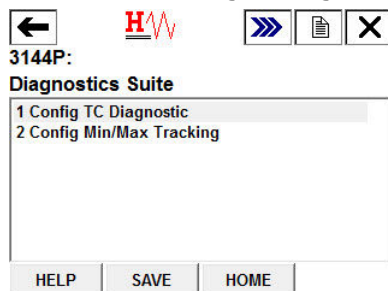 H
3144P:
Diagnostics Suite
1 Config TC Diagnostic
2 Config Min/Max Tracking
HELP SAVE HOME